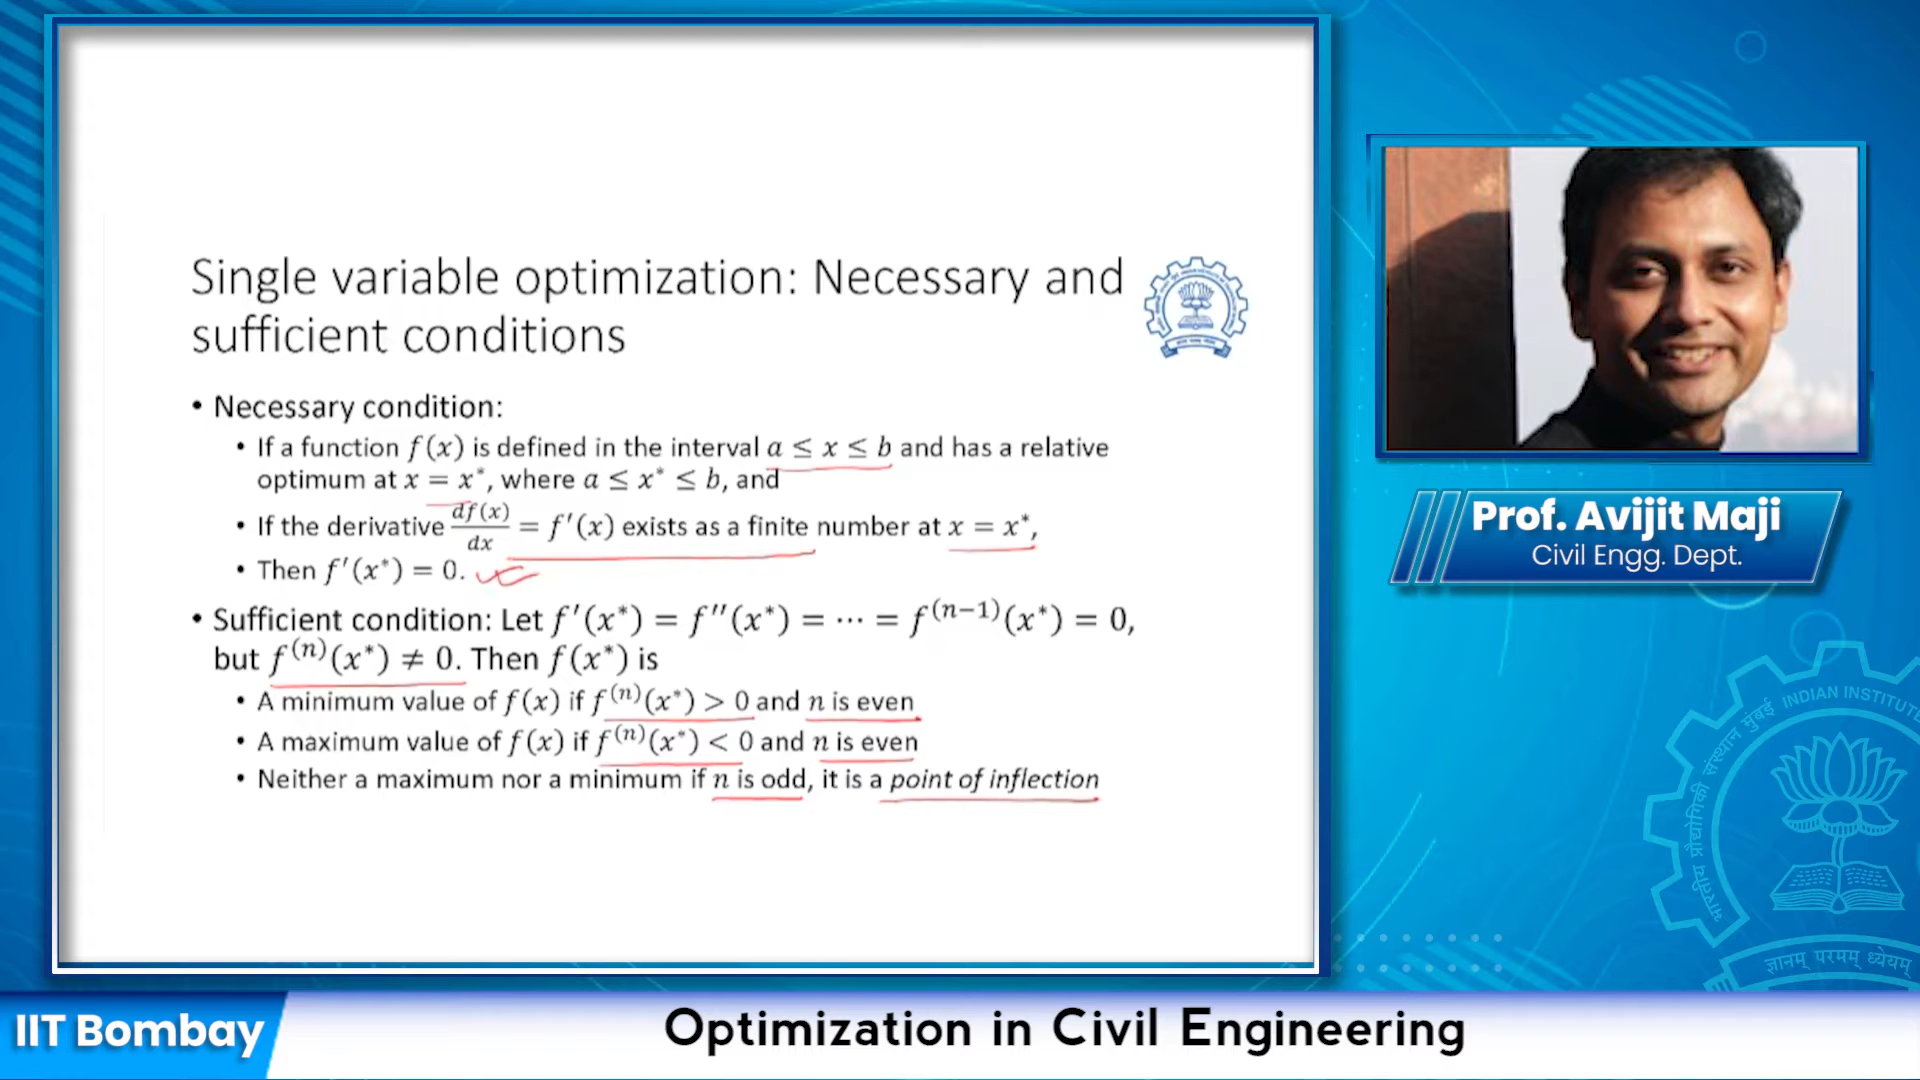 Single variable optimization: Necessary and
sufficient conditions
• Necessary condition:
• If a function f(x) is defined in the interval a ≤ x ≤ b and has a relative
optimum at x = x*, where a ≤ x* ≤ b, and
• If the derivative df(x)/dx = f′(x) exists as a finite number at x = x*,
• Then f′(x*) = 0.
• Sufficient condition: Let f′(x*) = f″(x*) = ⋯ = f⁽ⁿ⁻¹⁾(x*) = 0,
but f⁽ⁿ⁾(x*) ≠ 0. Then f(x*) is
• A minimum value of f(x) if f⁽ⁿ⁾(x*) > 0 and n is even
• A maximum value of f(x) if f⁽ⁿ⁾(x*) < 0 and n is even
• Neither a maximum nor a minimum if n is odd, it is a point of inflection
Prof. Avijit Maji
Civil Engg. Dept.
भारतीय प्रौद्योगिकी संस्थान मुंबई INDIAN INSTITUTE
ज्ञानम् परमम् ध्येयम्
IIT Bombay
Optimization in Civil Engineering